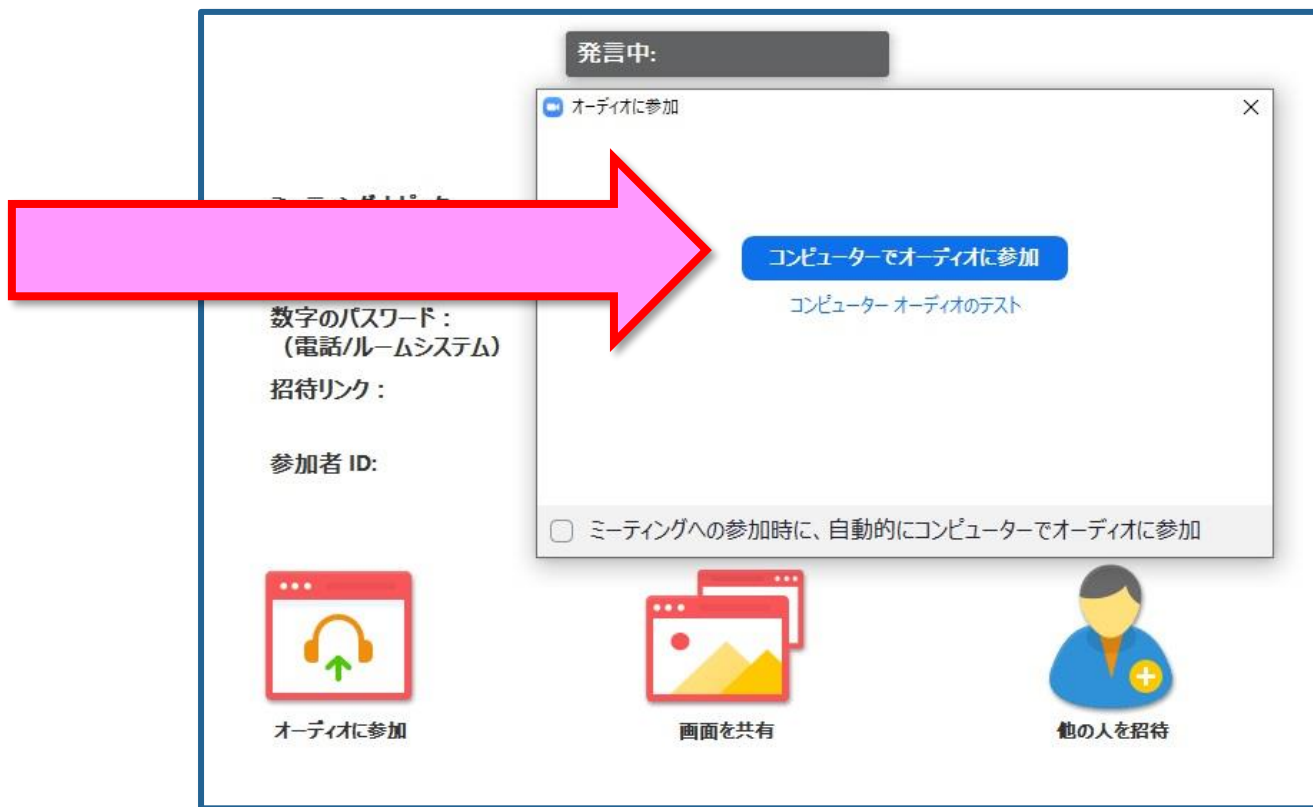 発言中:
オーディオに参加
コンピューターでオーディオに参加
コンピューター オーディオのテスト
数字のパスワード：
（電話/ルームシステム）
招待リンク：
参加者 ID:
ミーティングへの参加時に、自動的にコンピューターでオーディオに参加
オーディオに参加
画面を共有
他の人を招待